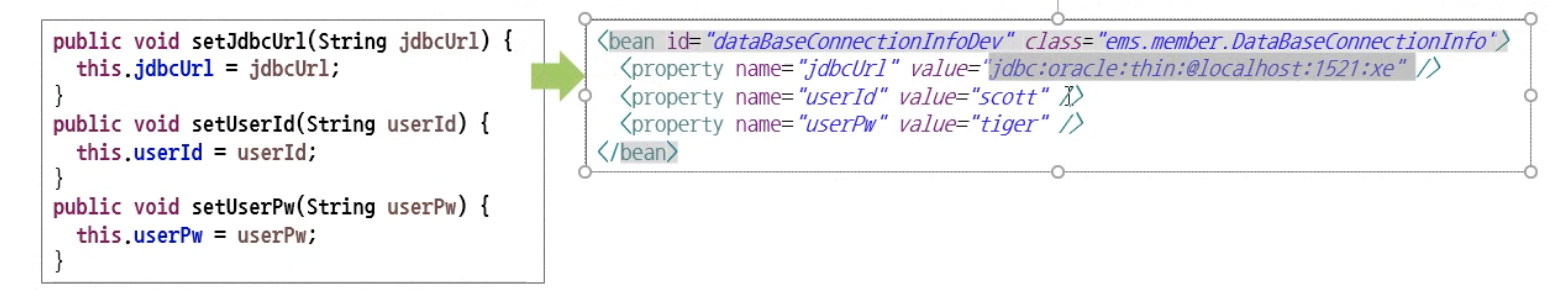 public void setJdbcUrl(String jdbcUrl) {
this.jdbcUrl = jdbcUrl;
}
public void setUserId(String userId) {
this.userId = userId;
}
public void setUserPw(String userPw) {
this.userPw = userPw;
}
<bean id="dataBaseConnectionInfoDev" class="ems.member.DataBaseConnectionInfo">
<property name="jdbcUrl" value="jdbc:oracle:thin:@localhost:1521:xe" />
<property name="userId" value="scott" />
<property name="userPw" value="tiger" />
</bean>